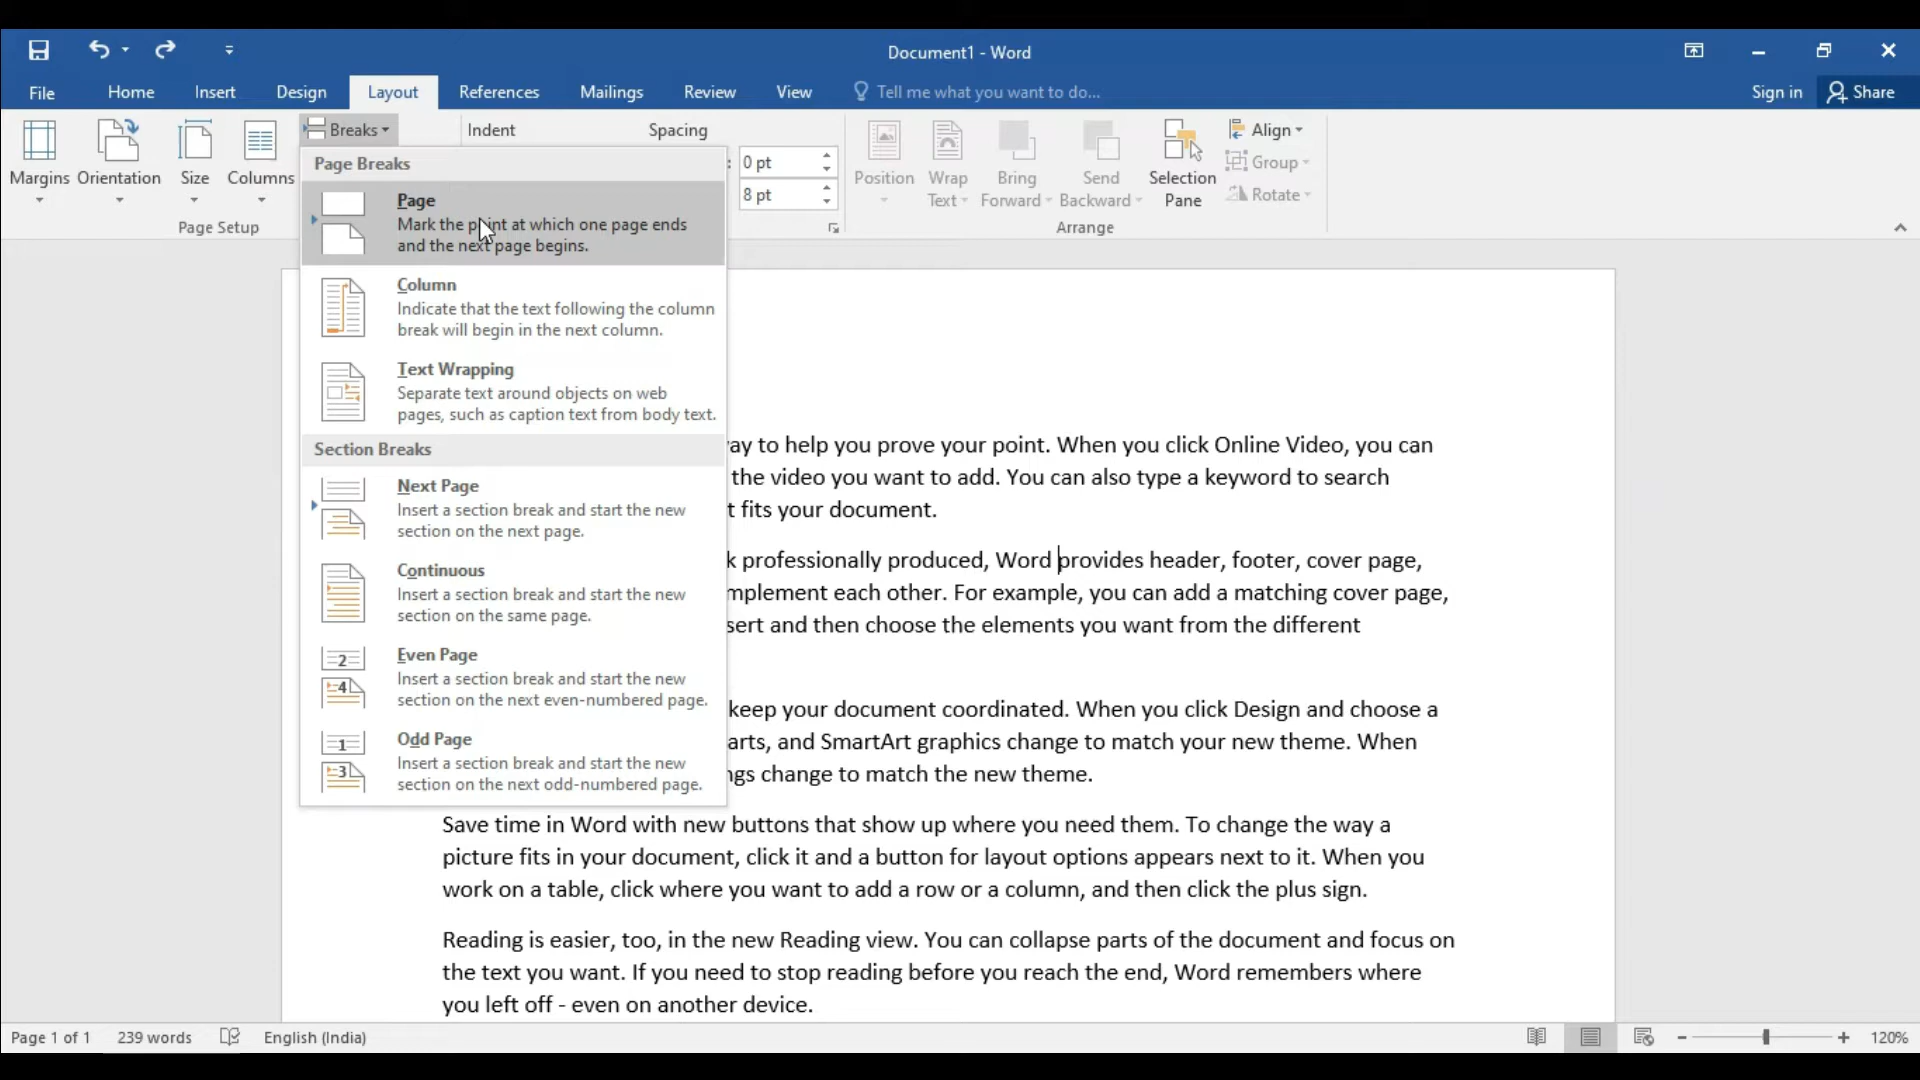 Document1 - Word
File Home Insert Design Layout References Mailings Review View Tell me what you want to do... Sign in Share
Margins Orientation Size Columns
Breaks
Page Setup
Indent Spacing
: 0 pt
8 pt
Position Wrap Text Bring Forward Send Backward Selection Pane
Align
Group
Rotate
Arrange
Page Breaks
Page
Mark the point at which one page ends
and the next page begins.
Column
Indicate that the text following the column
break will begin in the next column.
Text Wrapping
Separate text around objects on web
pages, such as caption text from body text.
Section Breaks
Next Page
Insert a section break and start the new
section on the next page.
Continuous
Insert a section break and start the new
section on the same page.
Even Page
Insert a section break and start the new
section on the next even-numbered page.
Odd Page
Insert a section break and start the new
section on the next odd-numbered page.
to help you prove your point. When you click Online Video, you can
the video you want to add. You can also type a keyword to search
fits your document.
professionally produced, Word provides header, footer, cover page,
each other. For example, you can add a matching cover page,
and then choose the elements you want from the different
keep your document coordinated. When you click Design and choose a
and SmartArt graphics change to match your new theme. When
change to match the new theme.
Save time in Word with new buttons that show up where you need them. To change the way a
picture fits in your document, click it and a button for layout options appears next to it. When you
work on a table, click where you want to add a row or a column, and then click the plus sign.
Reading is easier, too, in the new Reading view. You can collapse parts of the document and focus on
the text you want. If you need to stop reading before you reach the end, Word remembers where
you left off - even on another device.
Page 1 of 1 239 words English (India) 120%